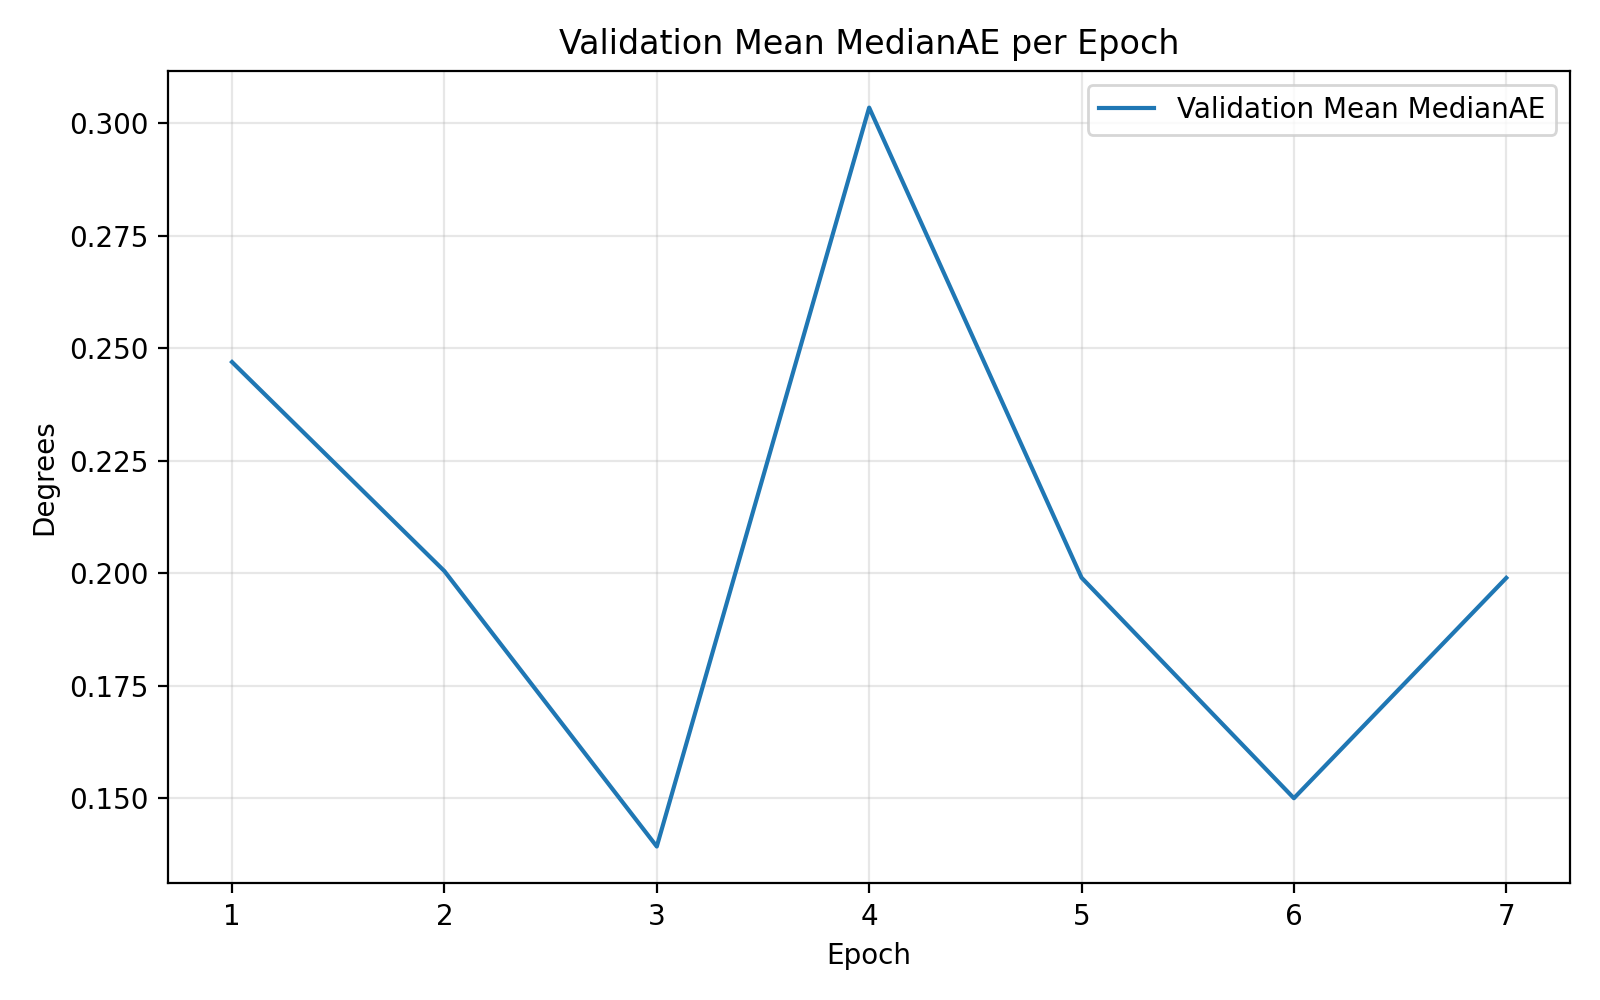 Validation Mean MedianAE per Epoch
Validation Mean MedianAE
0.300
0.275
0.250
0.225
0.200
0.175
0.150
Degrees
1 2 3 4 5 6 7
Epoch